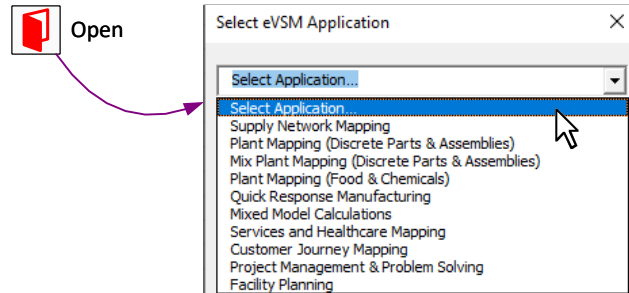 Open
Select eVSM Application
Select Application...
Select Application...
Supply Network Mapping
Plant Mapping (Discrete Parts & Assemblies)
Mix Plant Mapping (Discrete Parts & Assemblies)
Plant Mapping (Food & Chemicals)
Quick Response Manufacturing
Mixed Model Calculations
Services and Healthcare Mapping
Customer Journey Mapping
Project Management & Problem Solving
Facility Planning